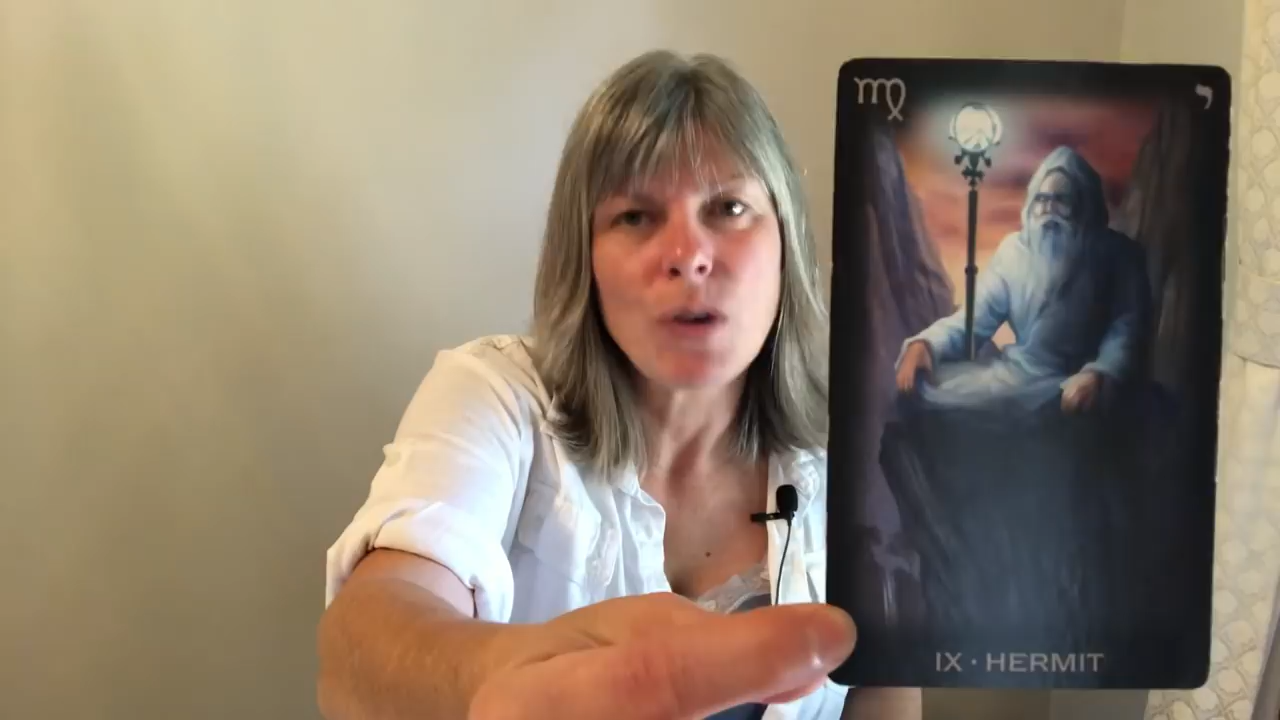 ♍ י
IX · HERMIT